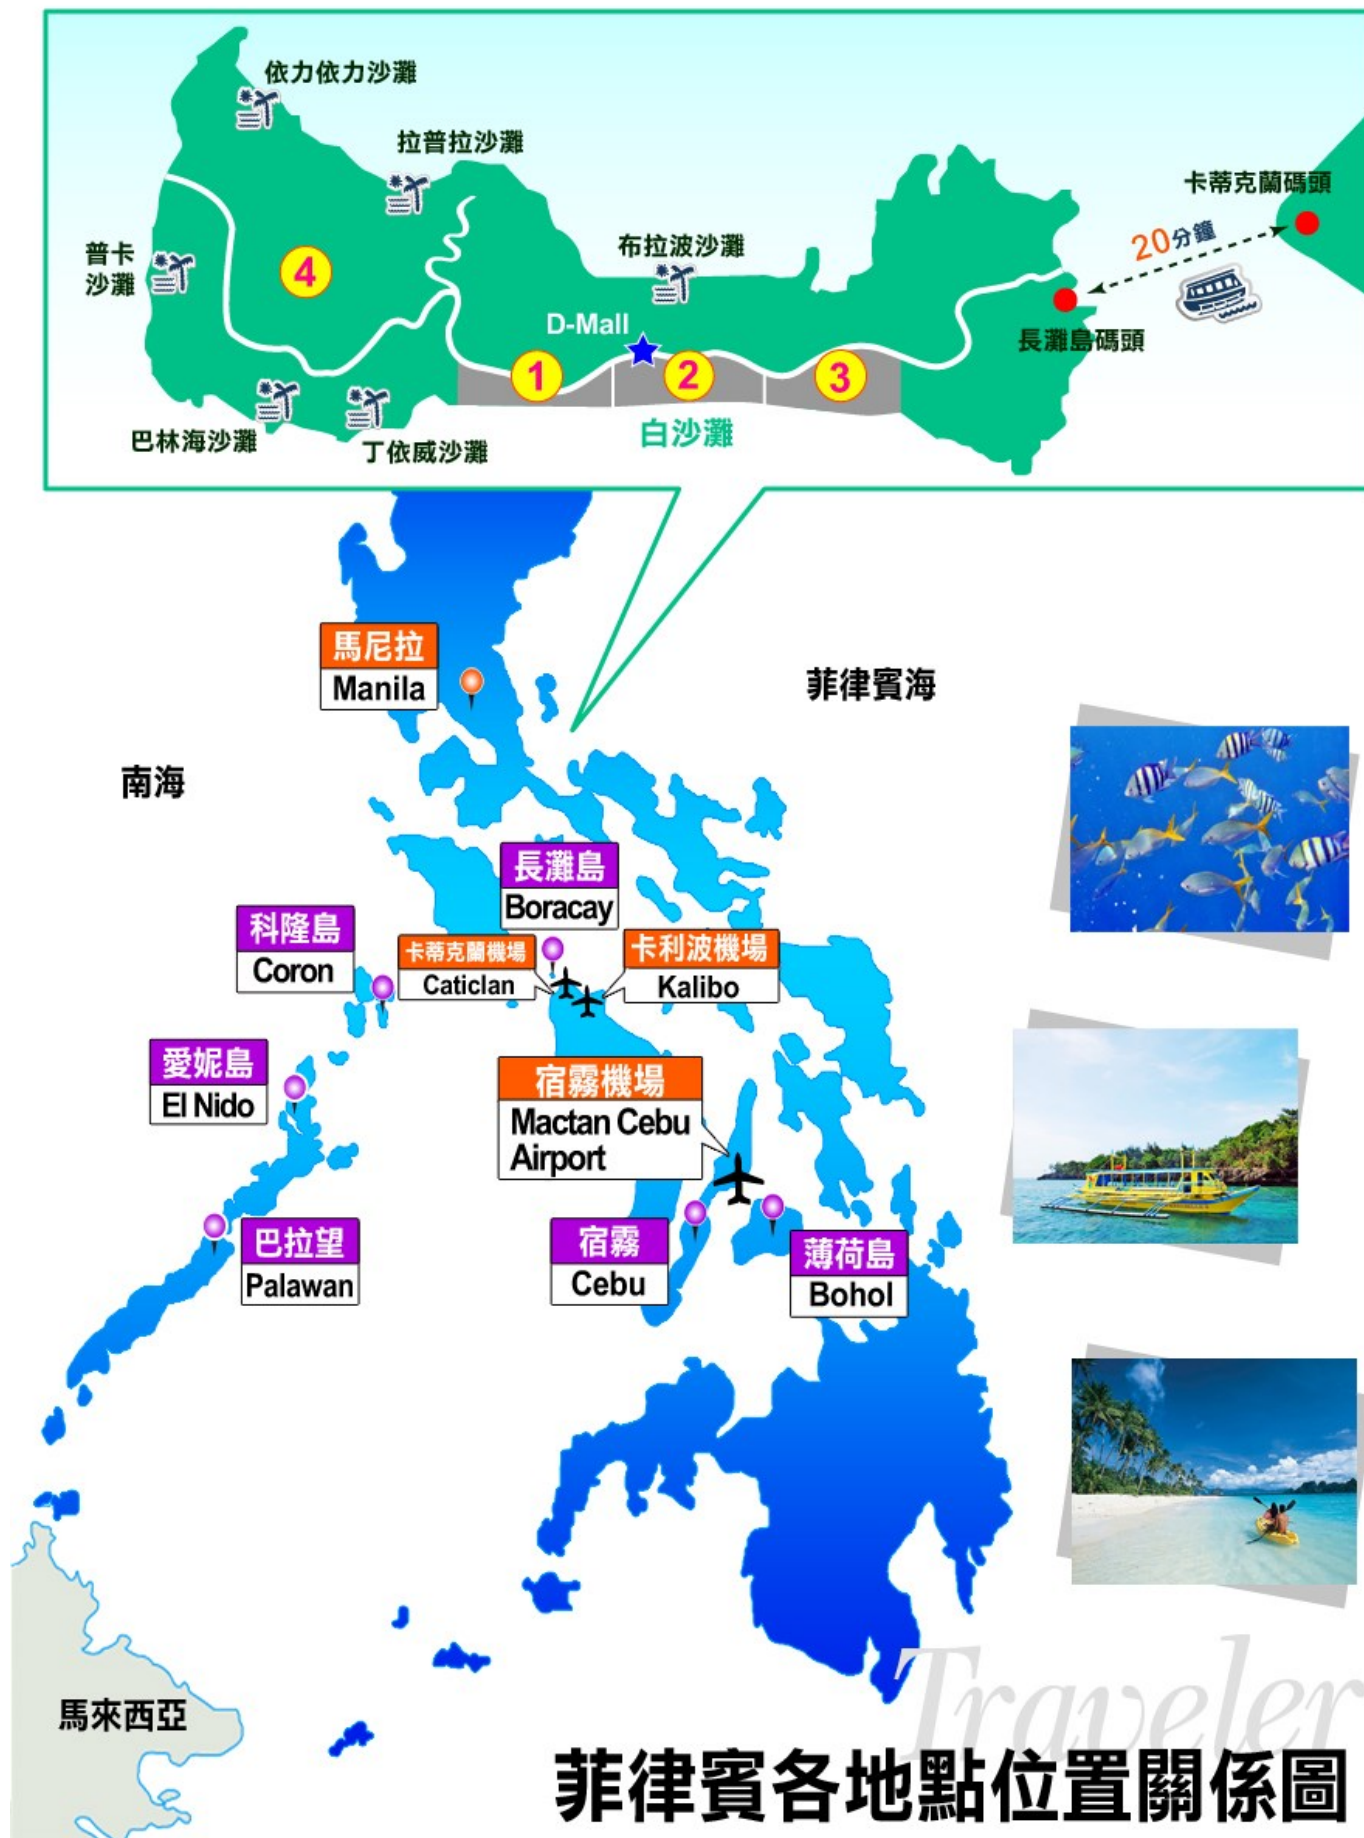 依力依力沙灘
拉普拉沙灘
卡蒂克蘭碼頭
20分鐘
布拉波沙灘
普卡
沙灘
4
D-Mall
長灘島碼頭
1
2
3
白沙灘
巴林海沙灘
丁依威沙灘
馬尼拉
Manila
菲律賓海
南海
長灘島
Boracay
科隆島
Coron
卡蒂克蘭機場
Caticlan
卡利波機場
Kalibo
愛妮島
El Nido
宿霧機場
Mactan Cebu
Airport
巴拉望
Palawan
宿霧
Cebu
薄荷島
Bohol
馬來西亞
Traveler
菲律賓各地點位置關係圖